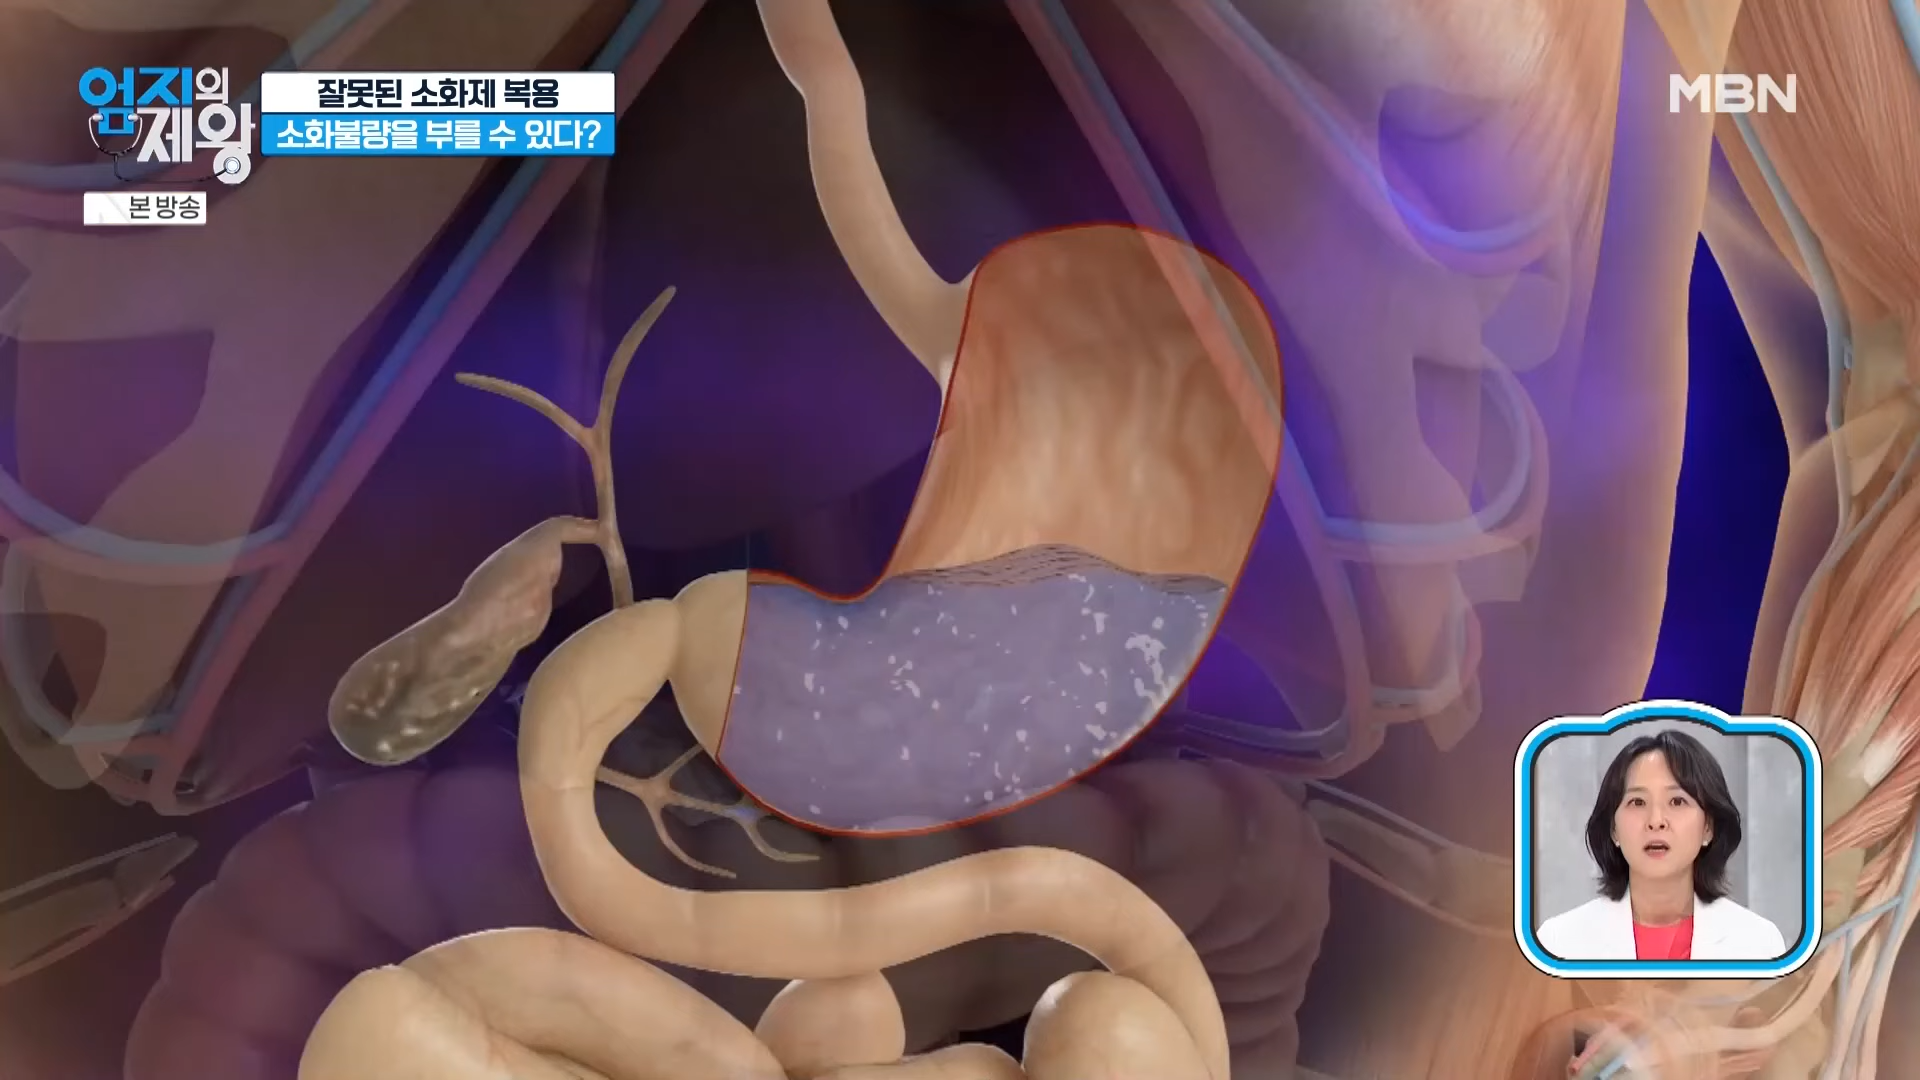 엄지의
제왕
잘못된 소화제 복용
소화불량을 부를 수 있다?
본 방송
MBN